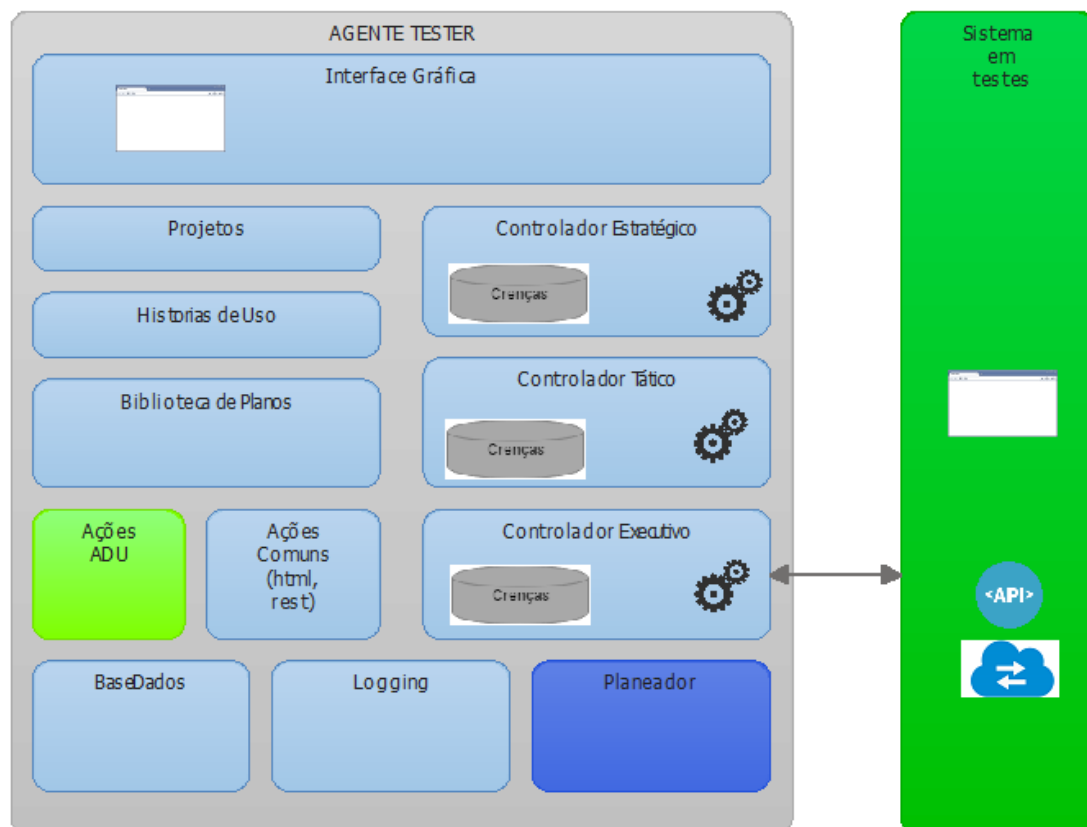 AGENTE TESTER
Interface Gráfica
Projetos
Historias de Uso
Biblioteca de Planos
Controlador Estratégico
Crenças
Controlador Tático
Crenças
Ações
ADU
Ações
Comuns
(html,
rest)
Controlador Executivo
Crenças
BaseDados
Logging
Planeador
Sistema
em
testes
<API>